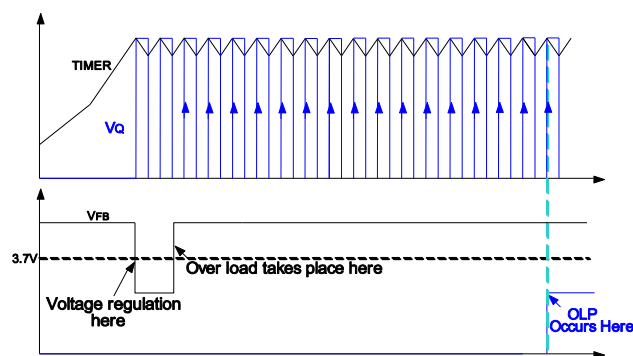 TIMER
VQ
VFB
3.7V
Over load takes place here
Voltage regulation
here
OLP
Occurs Here